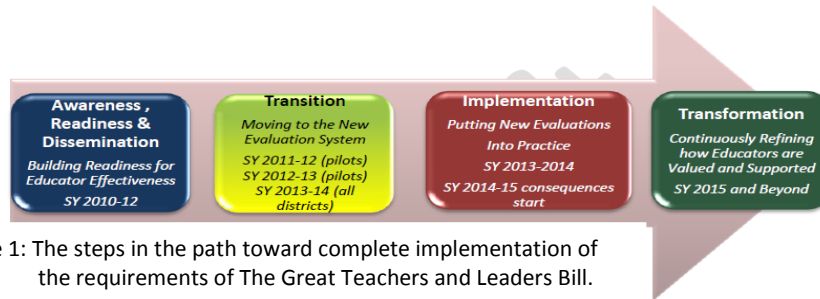 Awareness ,
Readiness &
Dissemination
Building Readiness for
Educator Effectiveness
SY 2010-12
Transition
Moving to the New
Evaluation System
SY 2011-12 (pilots)
SY 2012-13 (pilots)
SY 2013-14 (all
districts)
Implementation
Putting New Evaluations
Into Practice
SY 2013-2014
SY 2014-15 consequences
start
Transformation
Continuously Refining
how Educators are
Valued and Supported
SY 2015 and Beyond
e 1: The steps in the path toward complete implementation of
the requirements of The Great Teachers and Leaders Bill.